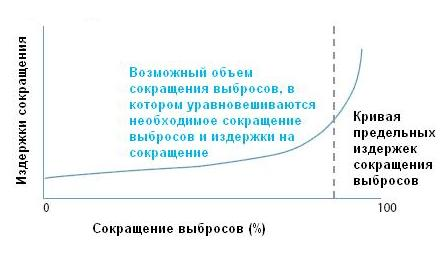 Издержки сокращения
Возможный объем
сокращения выбросов, в
котором уравновешиваются
необходимое сокращение
выбросов и издержки на
сокращение
Кривая
предельных
издержек
сокращения
выбросов
0
100
Сокращение выбросов (%)